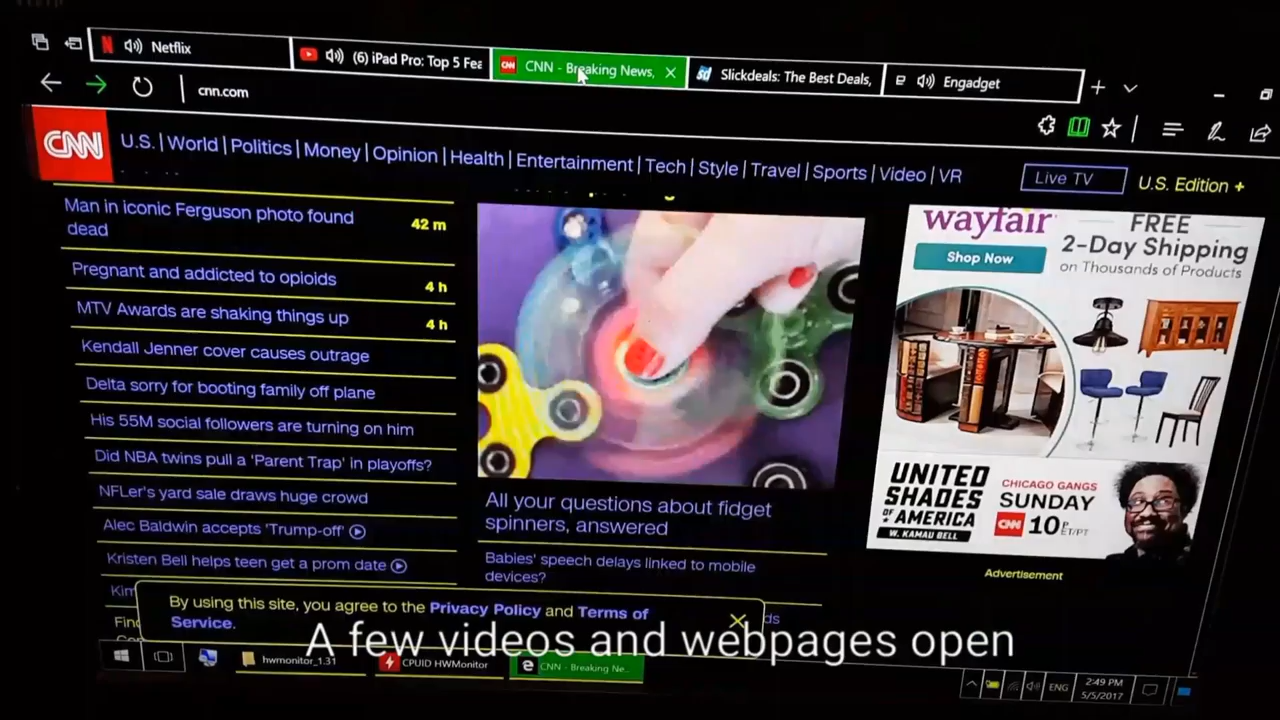 Netflix
(6) iPad Pro: Top 5 Fea
CNN - Breaking News,
Slickdeals: The Best Deals,
Engadget
cnn.com
CNN
U.S. | World | Politics | Money | Opinion | Health | Entertainment | Tech | Style | Travel | Sports | Video | VR
Live TV
U.S. Edition +
Man in iconic Ferguson photo found
dead
42 m
Pregnant and addicted to opioids
4 h
MTV Awards are shaking things up
4 h
Kendall Jenner cover causes outrage
Delta sorry for booting family off plane
His 55M social followers are turning on him
Did NBA twins pull a 'Parent Trap' in playoffs?
NFLer's yard sale draws huge crowd
Alec Baldwin accepts 'Trump-off'
Kristen Bell helps teen get a prom date
All your questions about fidget
spinners, answered
Babies' speech delays linked to mobile
devices?
wayfair
Shop Now
FREE
2-Day Shipping
on Thousands of Products
UNITED
SHADES
OF AMERICA
W. KAMAU BELL
CHICAGO GANGS
SUNDAY
CNN 10P ET/PT
Advertisement
By using this site, you agree to the Privacy Policy and Terms of
Service.
A few videos and webpages open
hwmonitor_1.31
CPUID HWMonitor
CNN - Breaking Ne...
ENG
2:49 PM
5/5/2017